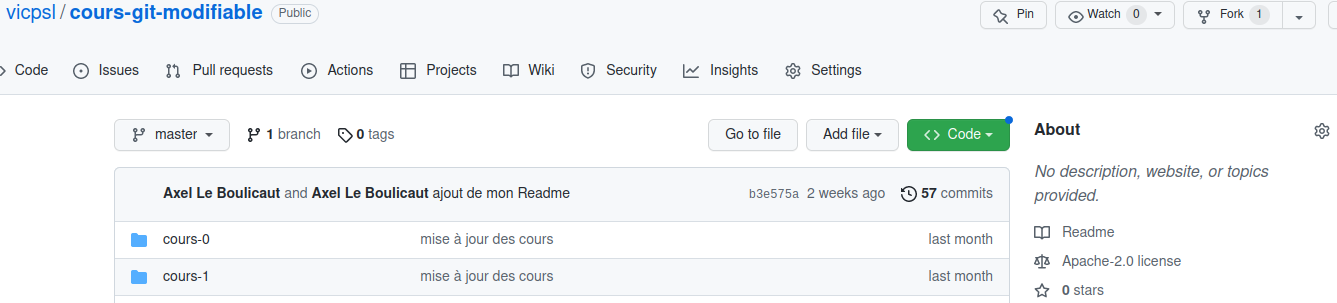 vicpsl / cours-git-modifiable Public Pin Watch 0 Fork 1
Code Issues Pull requests Actions Projects Wiki Security Insights Settings
master 1 branch 0 tags Go to file Add file Code About
Axel Le Boulicaut and Axel Le Boulicaut ajout de mon Readme b3e575a 2 weeks ago 57 commits
No description, website, or topics
provided.
cours-0 mise à jour des cours last month
Readme
cours-1 mise à jour des cours last month
Apache-2.0 license
0 stars